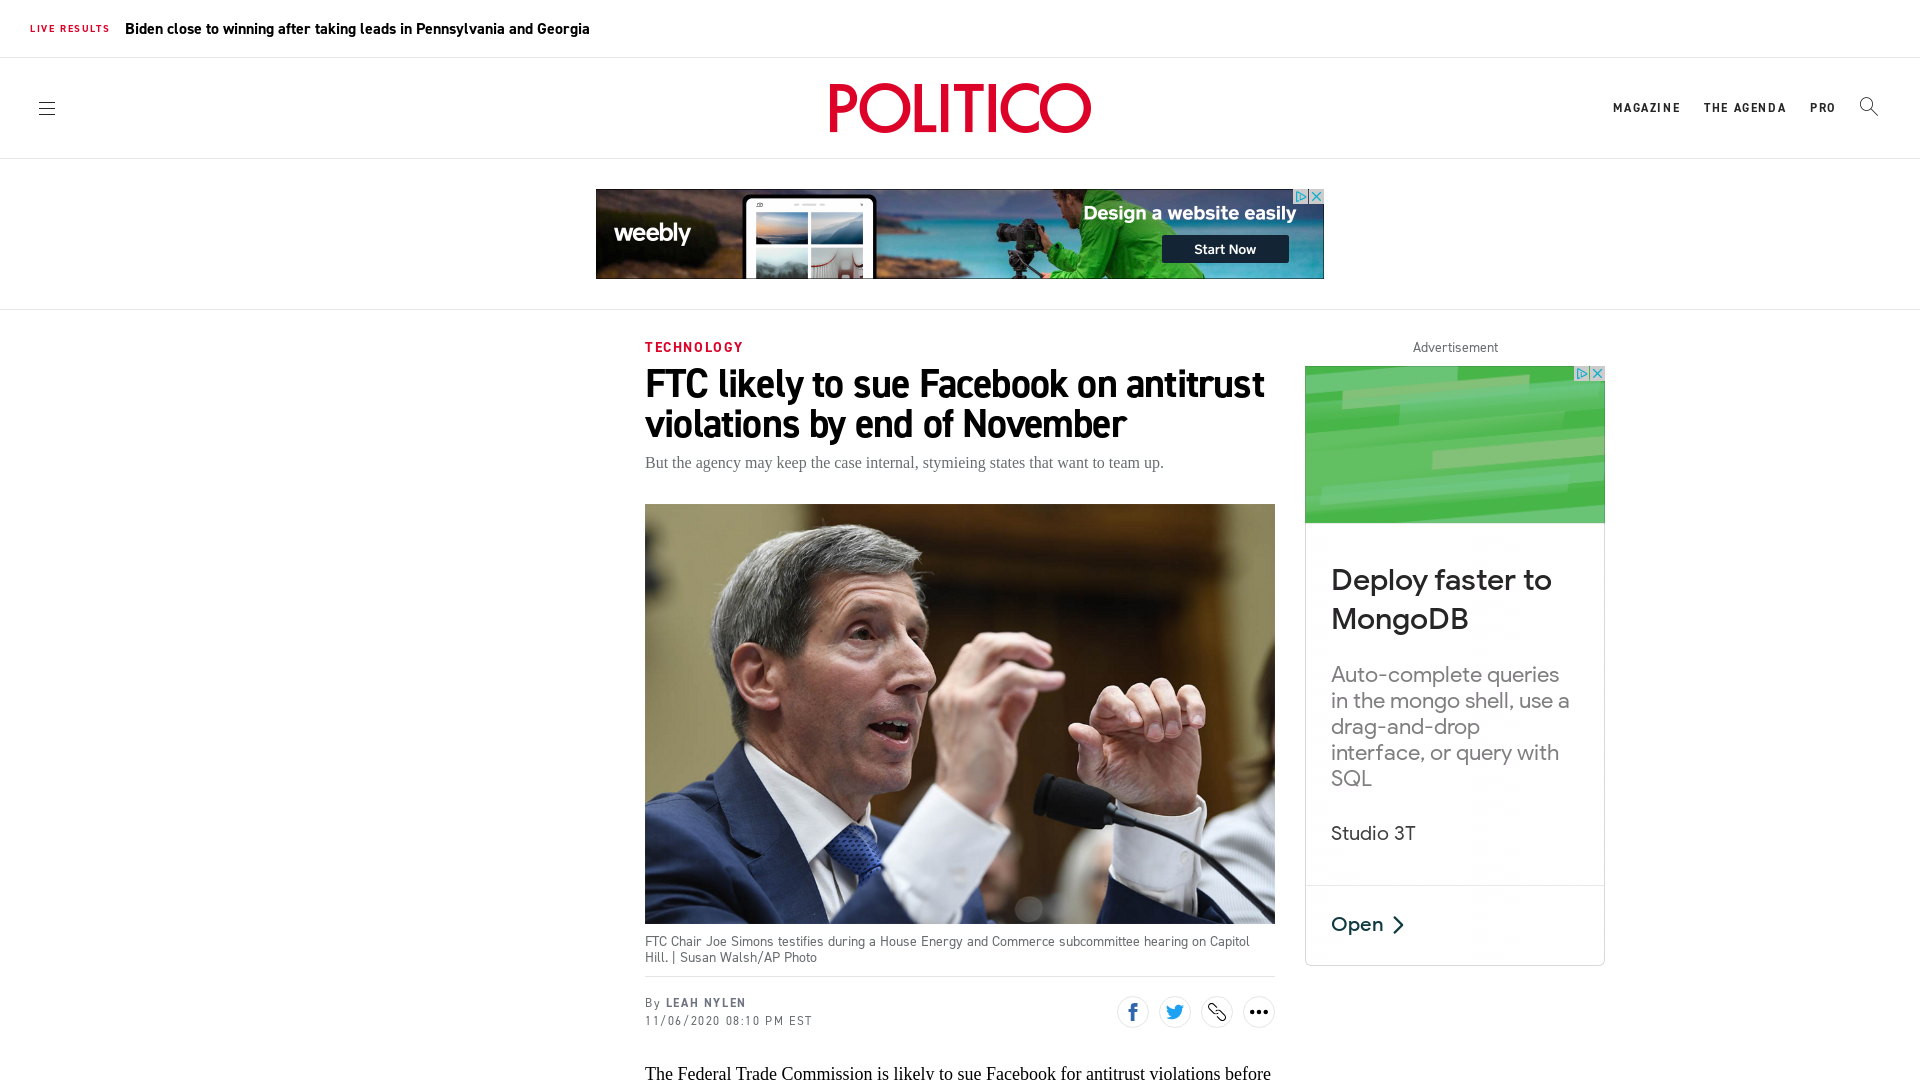 LIVE RESULTS Biden close to winning after taking leads in Pennsylvania and Georgia
POLITICO
MAGAZINE THE AGENDA PRO
weebly
Design a website easily
Start Now
TECHNOLOGY
FTC likely to sue Facebook on antitrust
violations by end of November
But the agency may keep the case internal, stymieing states that want to team up.
FTC Chair Joe Simons testifies during a House Energy and Commerce subcommittee hearing on Capitol
Hill. | Susan Walsh/AP Photo
By LEAH NYLEN
11/06/2020 08:10 PM EST
The Federal Trade Commission is likely to sue Facebook for antitrust violations before
Advertisement
Deploy faster to
MongoDB
Auto-complete queries
in the mongo shell, use a
drag-and-drop
interface, or query with
SQL
Studio 3T
Open